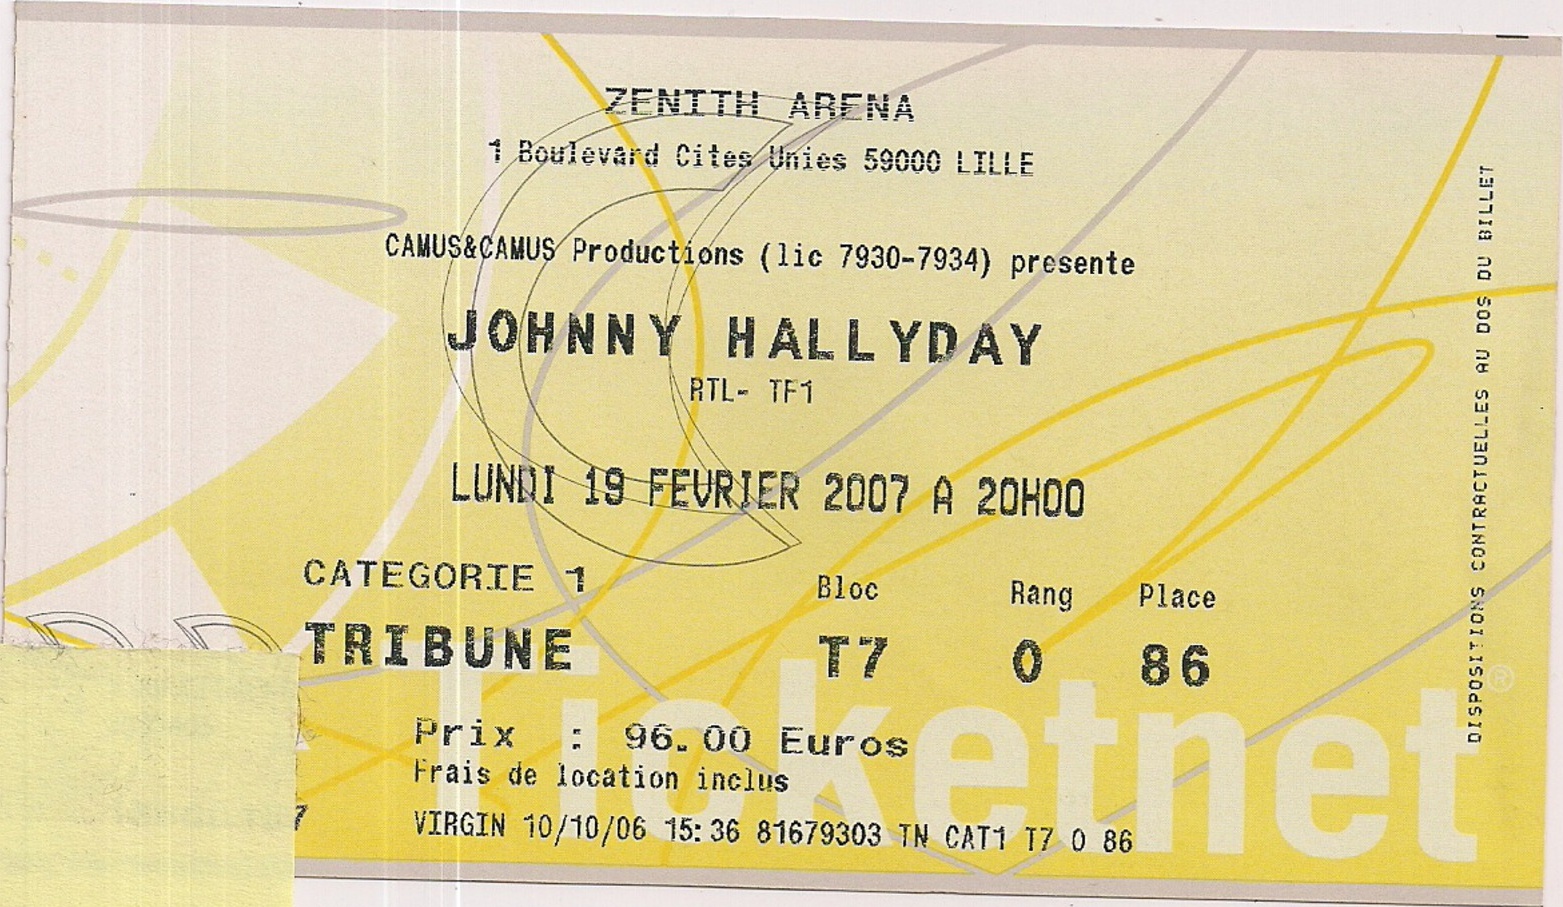 ZENITH ARENA
1 Boulevard Cites Unies 59000 LILLE
CAMUS&CAMUS Productions (lic 7930-7934) presente
JOHNNY HALLYDAY
RTL- TF1
LUNDI 19 FEVRIER 2007 A 20H00
CATEGORIE 1
Bloc Rang Place
TRIBUNE T7 O 86
Prix : 96.00 Euros
Frais de location inclus
7
VIRGIN 10/10/06 15:36 81679303 TN CAT1 T7 O 86
Ticketnet®
DISPOSITIONS CONTRACTUELLES AU DOS DU BILLET